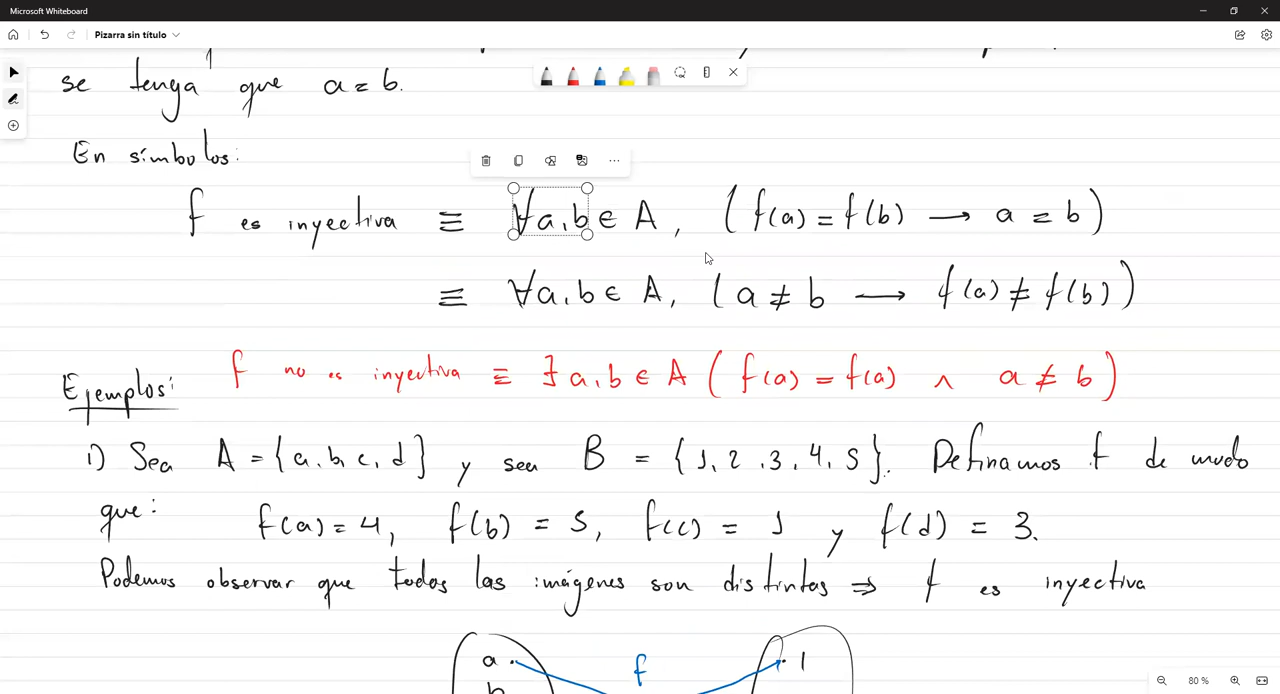 Microsoft Whiteboard
Pizarra sin título
se tenga que a = b.
En símbolos:
f es inyectiva ≡ ∀a,b ∈ A, (f(a) = f(b) → a = b)
≡ ∀a,b ∈ A, (a ≠ b → f(a) ≠ f(b))
f no es inyectiva ≡ ∃ a,b ∈ A (f(a) = f(a) ∧ a ≠ b)
Ejemplos:
1) Sea A = {a, b, c, d} y sea B = {1, 2, 3, 4, 5}. Definamos f de modo
que: f(a) = 4, f(b) = 5, f(c) = 1 y f(d) = 3.
Podemos observar que todas las imágenes son distintas ⇒ f es inyectiva
a f 1
80 %